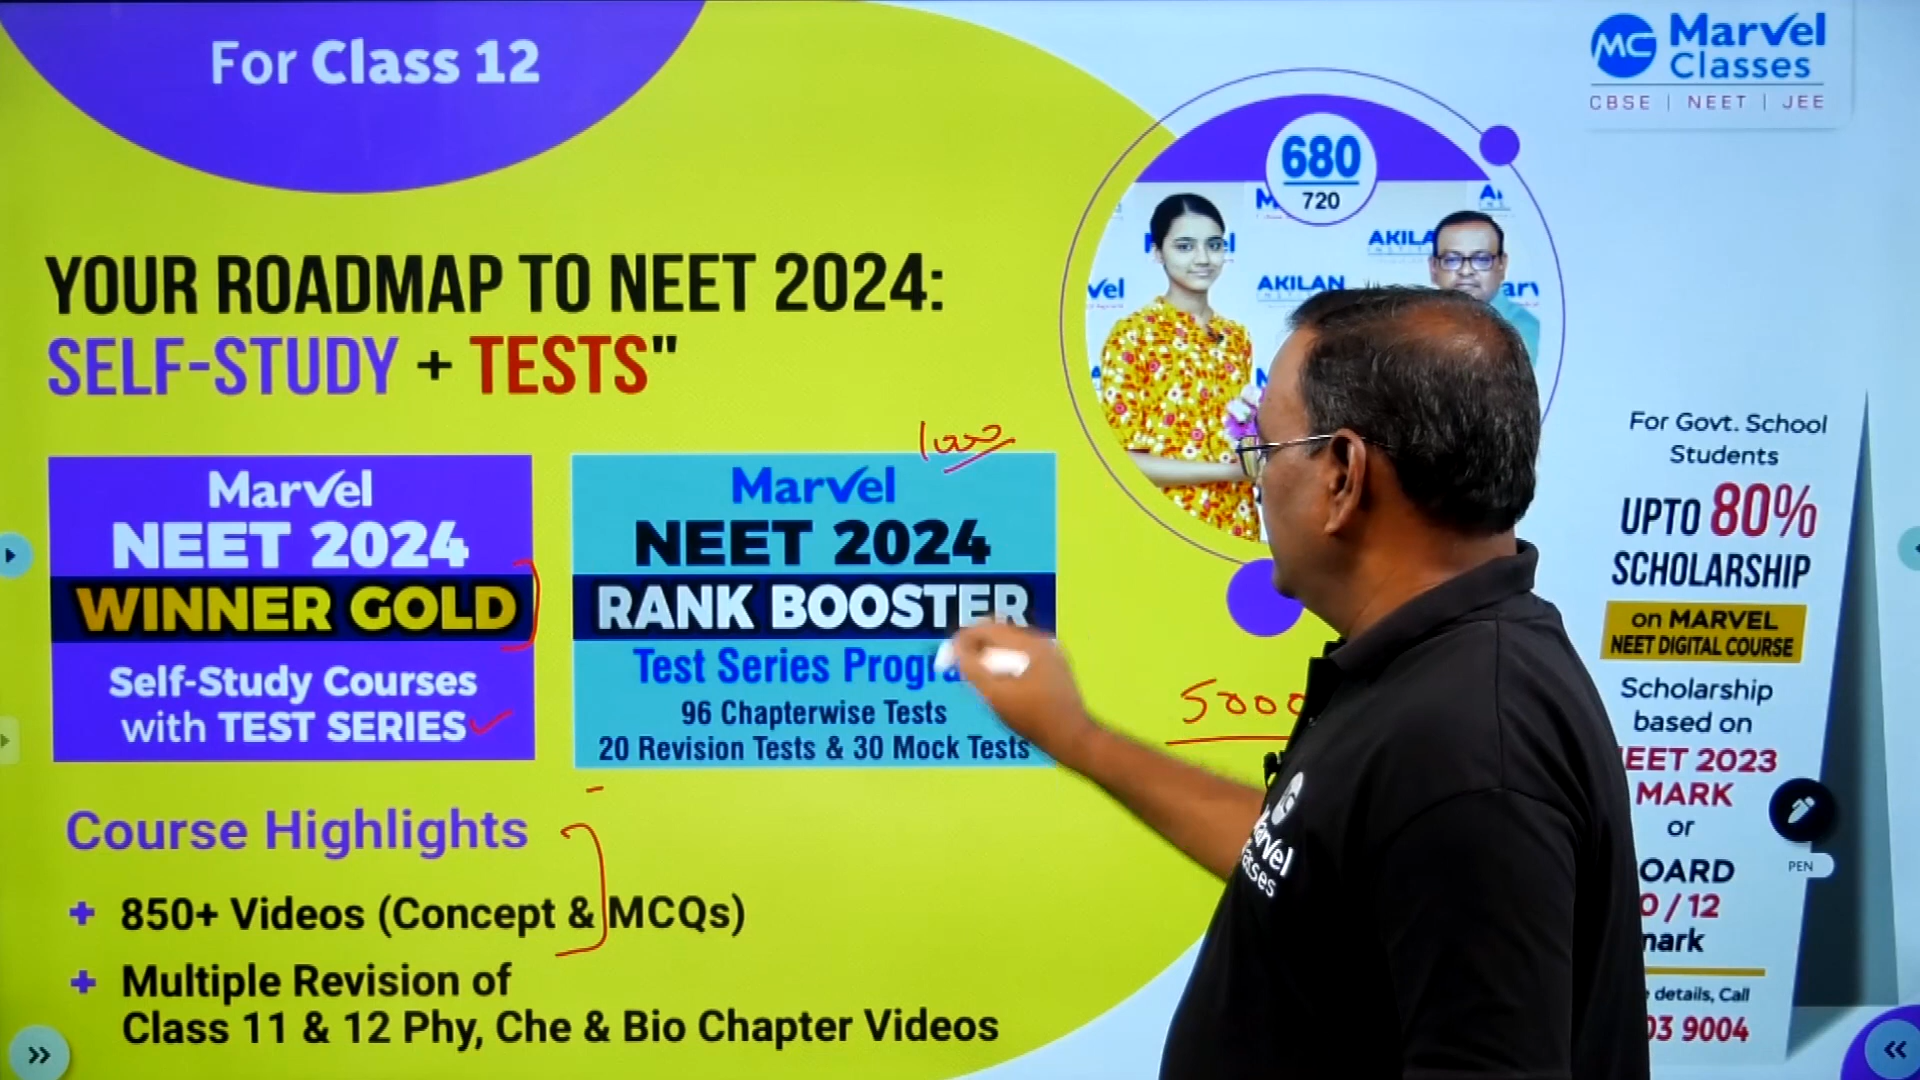 For Class 12
MC
Marvel
Classes
CBSE | NEET | JEE
680
720
AKILAN
YOUR ROADMAP TO NEET 2024:
SELF-STUDY + TESTS"
1000
Marvel
NEET 2024
WINNER GOLD
Self-Study Courses
with TEST SERIES
Marvel
NEET 2024
RANK BOOSTER
Test Series
96 Chapterwise Tests
20 Revision Tests & 30 Mock Tests
5000
Course Highlights
+ 850+ Videos (Concept & MCQs)
+ Multiple Revision of
Class 11 & 12 Phy, Che & Bio Chapter Videos
For Govt. School
Students
UPTO 80%
SCHOLARSHIP
on MARVEL
NEET DIGITAL COURSE
Scholarship
based on
EET 2023
MARK
or
OARD
0 / 12
mark
details, Call
03 9004
PEN
Marvel
Classes